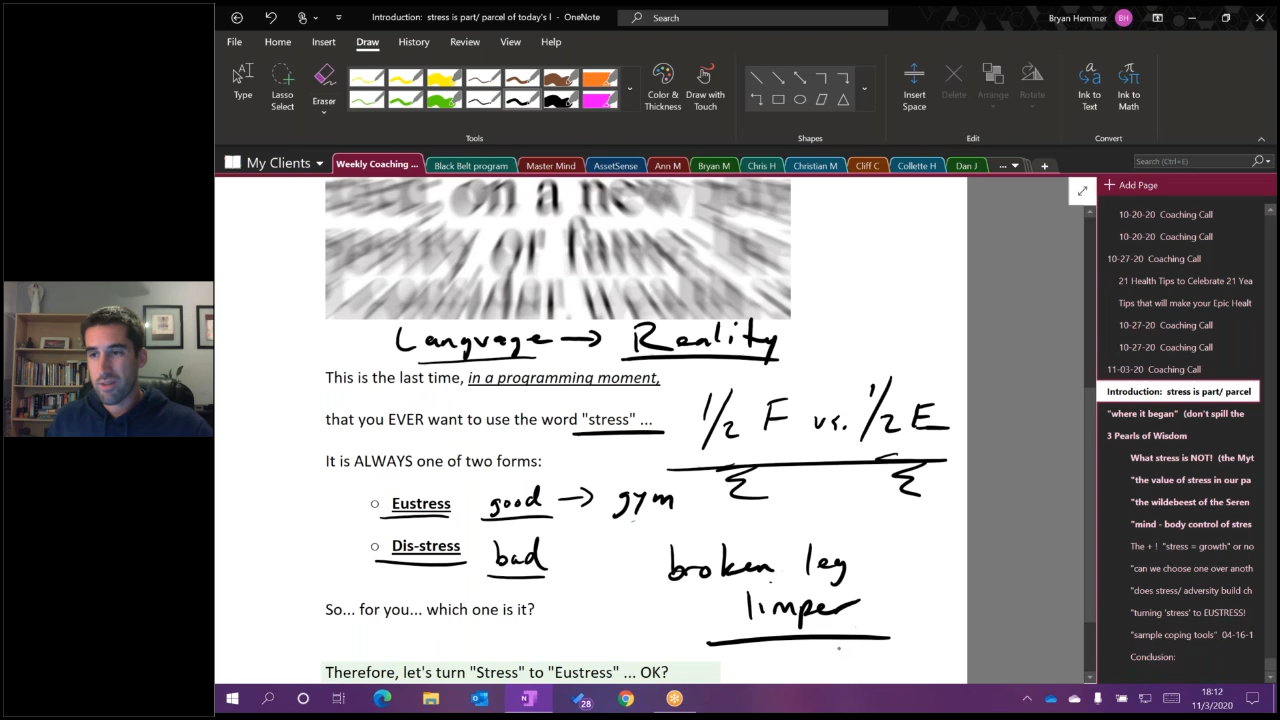 Introduction: stress is part/ parcel of today's l - OneNote
Search
Bryan Hemmer
BH
File Home Insert Draw History Review View Help
Type
Lasso Select
Eraser
Color & Thickness
Draw with Touch
Insert Space
Delete
Arrange
Rotate
Ink to Text
Ink to Math
Tools
Shapes
Edit
Convert
My Clients
Weekly Coaching ...
Black Belt program
Master Mind
AssetSense
Ann M
Bryan M
Chris H
Christian M
Cliff C
Collette H
Dan J
...
Search (Ctrl+E)
on a new
Language → Reality
This is the last time, in a programming moment,
that you EVER want to use the word "stress" ...
1/2 F vs. 1/2 E
It is ALWAYS one of two forms:
○ Eustress good → gym
○ Dis-stress bad
broken leg
limper
So... for you... which one is it?
Therefore, let's turn "Stress" to "Eustress" ... OK?
Add Page
10-20-20 Coaching Call
10-20-20 Coaching Call
10-27-20 Coaching Call
21 Health Tips to Celebrate 21 Yea
Tips that will make your Epic Healt
10-27-20 Coaching Call
10-27-20 Coaching Call
11-03-20 Coaching Call
Introduction: stress is part/ parcel
"where it began" (don't spill the
3 Pearls of Wisdom
What stress is NOT! (the Myt
"the value of stress in our pa
"the wildebeest of the Seren
"mind - body control of stres
The + ! "stress = growth" or no
"can we choose one over anoth
"does stress/ adversity build ch
"turning 'stress' to EUSTRESS!
"sample coping tools" 04-16-1
Conclusion:
28
18:12
11/3/2020